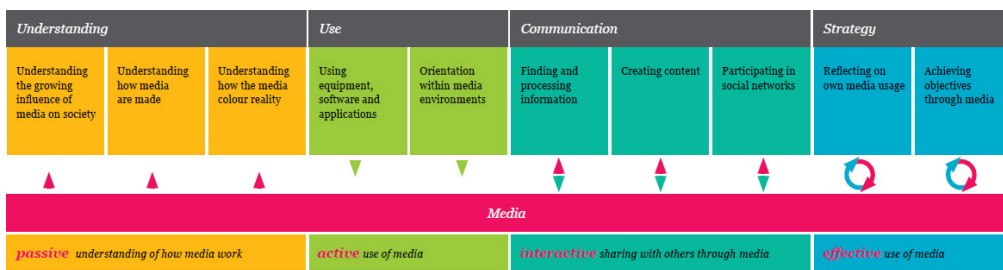 Understanding
Use
Communication
Strategy
Understanding
the growing
influence of
media on society
Understanding
how media
are made
Understanding
how the media
colour reality
Using
equipment,
software and
applications
Orientation
within media
environments
Finding and
processing
information
Creating content
Participating in
social networks
Reflecting on
own media usage
Achieving
objectives
through media
Media
passive understanding of how media work
active use of media
interactive sharing with others through media
effective use of media